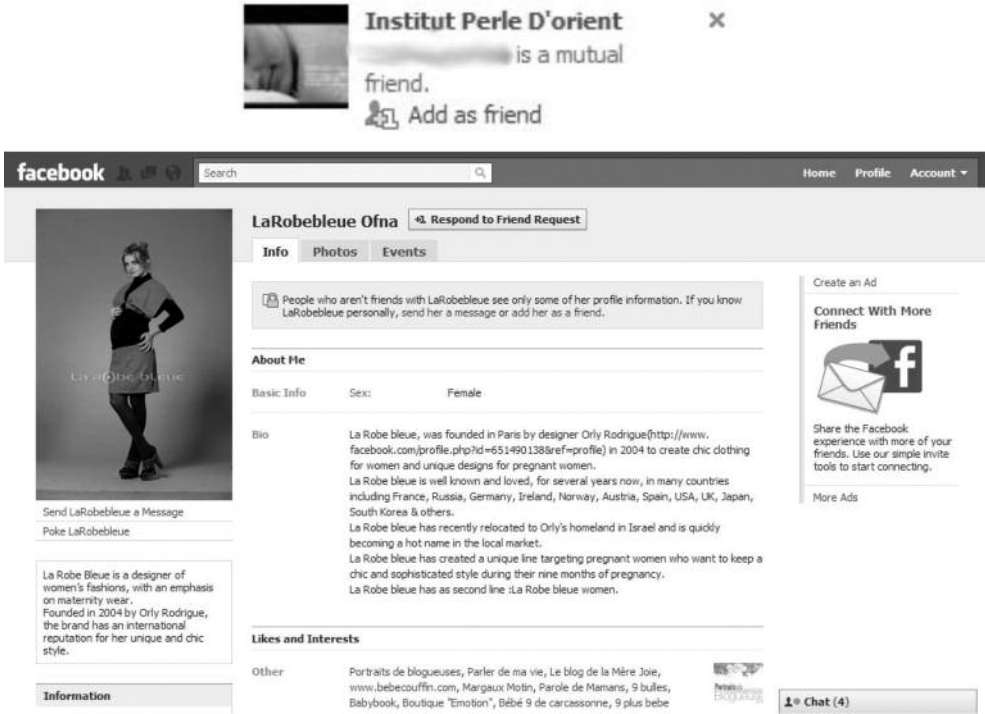 Institut Perle D'orient
is a mutual
friend.
Add as friend
facebook
Search
Home Profile Account
LaRobebleue Ofna
Respond to Friend Request
Info Photos Events
People who aren't friends with LaRobebleue see only some of her profile information. If you know
LaRobebleue personally, send her a message or add her as a friend.
About Me
Basic Info Sex: Female
Bio
La Robe bleue, was founded in Paris by designer Orly Rodrigue(http://www.
facebook.com/profile.php?id=651490138&ref=profile) in 2004 to create chic clothing
for women and unique designs for pregnant women.
La Robe bleue is well known and loved, for several years now, in many countries
including France, Russia, Germany, Ireland, Norway, Austria, Spain, USA, UK, Japan,
South Korea & others.
La Robe bleue has recently relocated to Orly's homeland in Israel and is quickly
becoming a hot name in the local market.
La Robe bleue has created a unique line targeting pregnant women who want to keep a
chic and sophisticated style during their nine months of pregnancy.
La Robe bleue has as second line :La Robe bleue women.
Likes and Interests
Other
Portraits de blogueuses, Parler de ma vie, Le blog de la Mère Joie,
www.bebecouffin.com, Margaux Motin, Parole de Mamans, 9 bulles,
Babybook, Boutique "Emotion", Bébé 9 de carcassonne, 9 plus bebe
Send LaRobebleue a Message
Poke LaRobebleue
La Robe Bleue is a designer of
women's fashions, with an emphasis
on maternity wear.
Founded in 2004 by Orly Rodrigue,
the brand has an international
reputation for her unique and chic
style.
Information
Create an Ad
Connect With More
Friends
Share the Facebook
experience with more of your
friends. Use our simple invite
tools to start connecting.
More Ads
Chat (4)